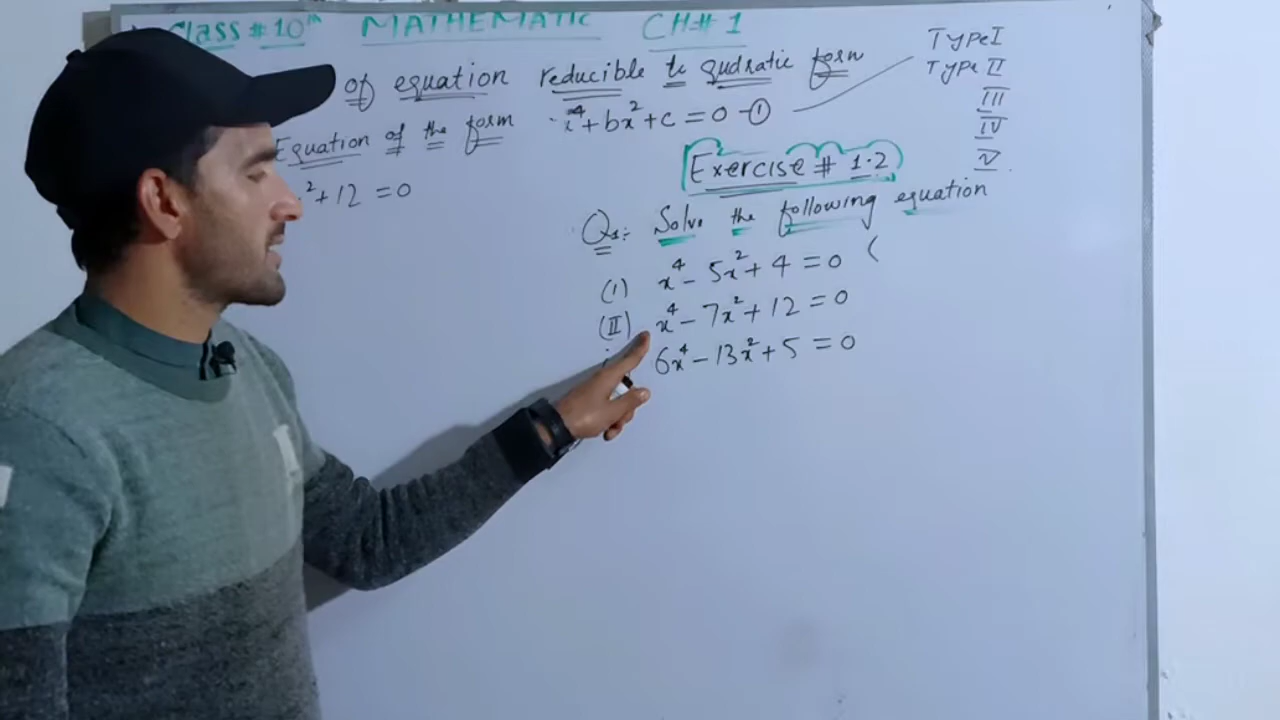 Class # 10th MATHEMATIC CH# 1
of equation reducible to qudratic form
Equation of the form x⁴+bx²+c=0 -①
²+12=0
Type I
Type II
III
IV
V
Exercise # 1.2
Qs: Solve the following equation
(I) x⁴-5x²+4=0 (
(II) x⁴-7x²+12=0
6x⁴-13x²+5=0